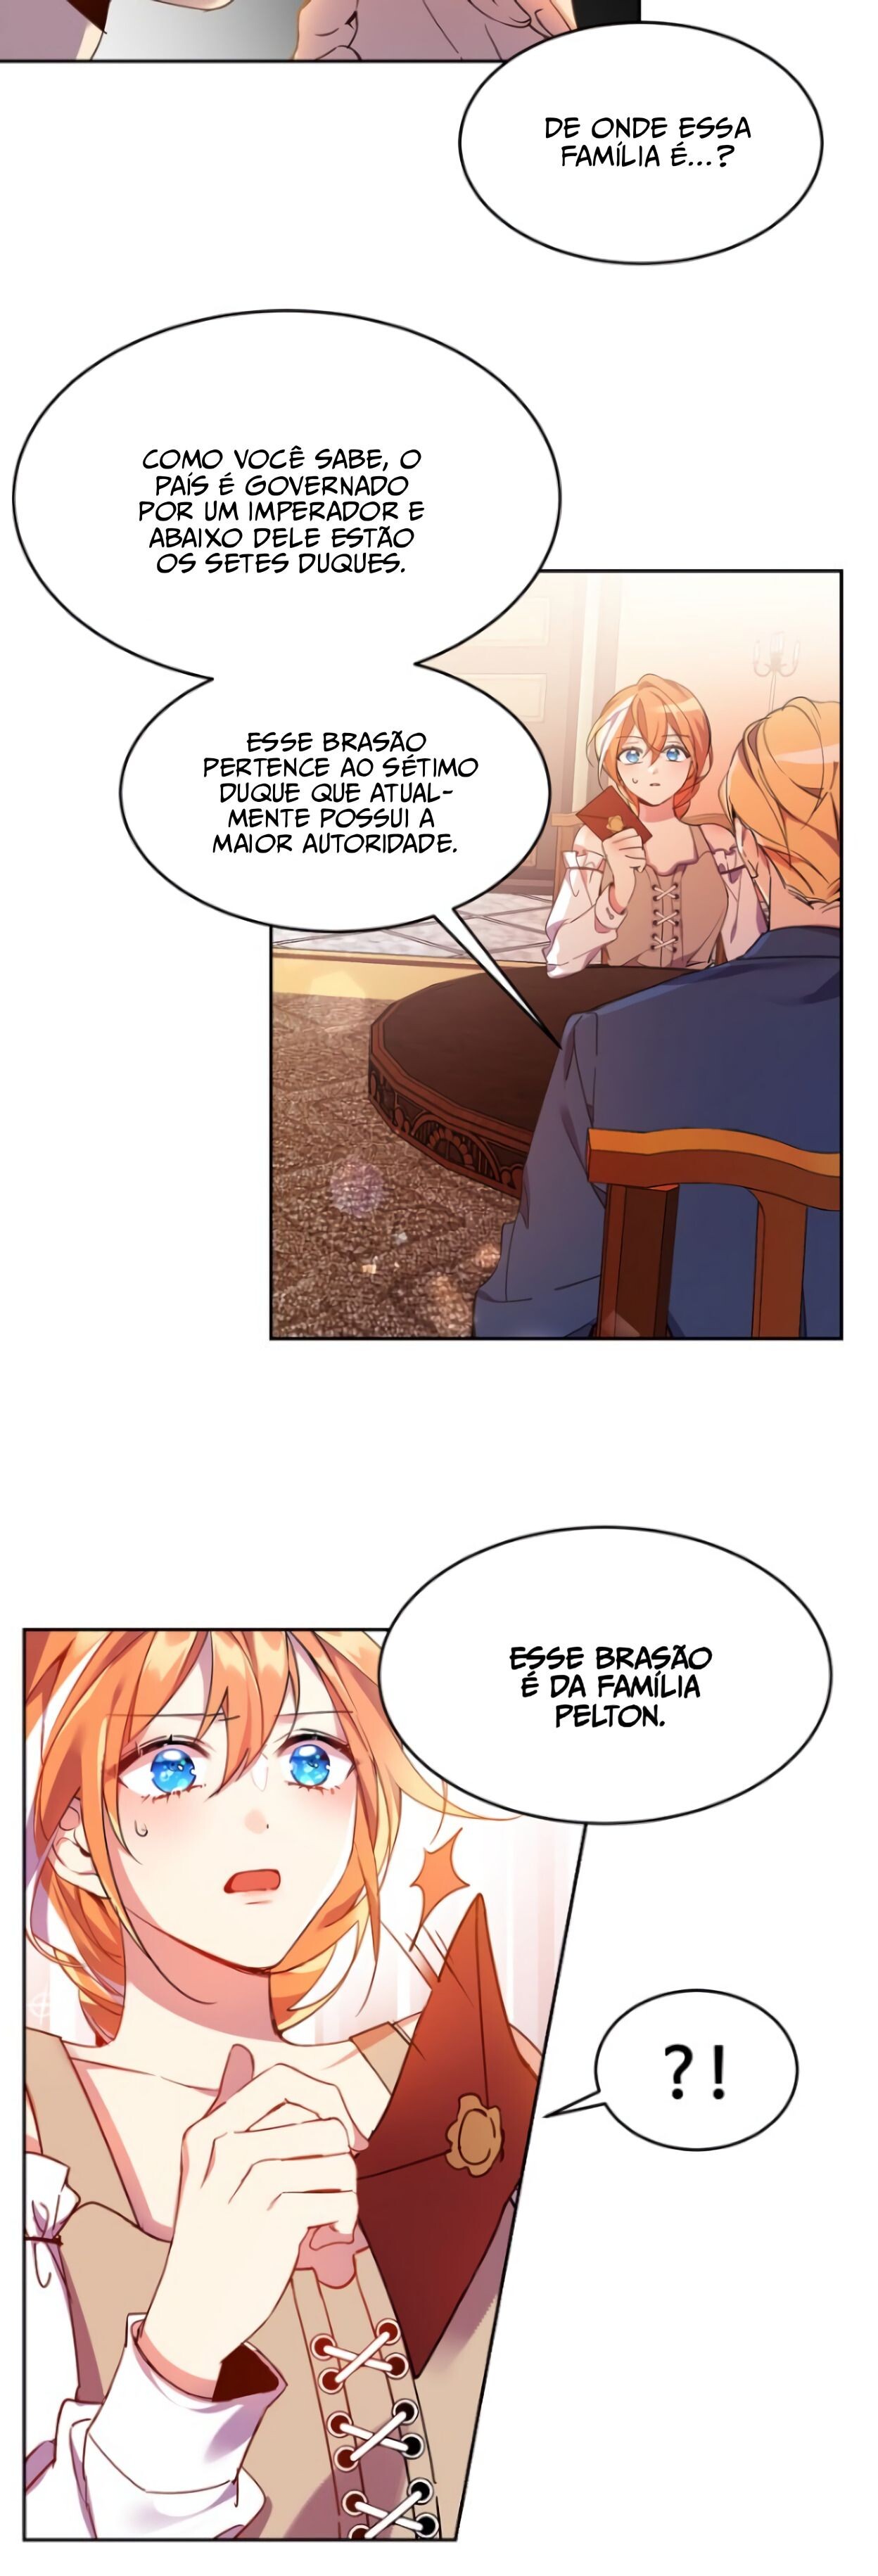 DE ONDE ESSA
FAMÍLIA É...?
COMO VOCÊ SABE, O
PAÍS É GOVERNADO
POR UM IMPERADOR E
ABAIXO DELE ESTÃO
OS SETES DUQUES.
ESSE BRASÃO
PERTENCE AO SÉTIMO
DUQUE QUE ATUAL-
MENTE POSSUI A
MAIOR AUTORIDADE.
ESSE BRASÃO
É DA FAMÍLIA
PELTON.
?!